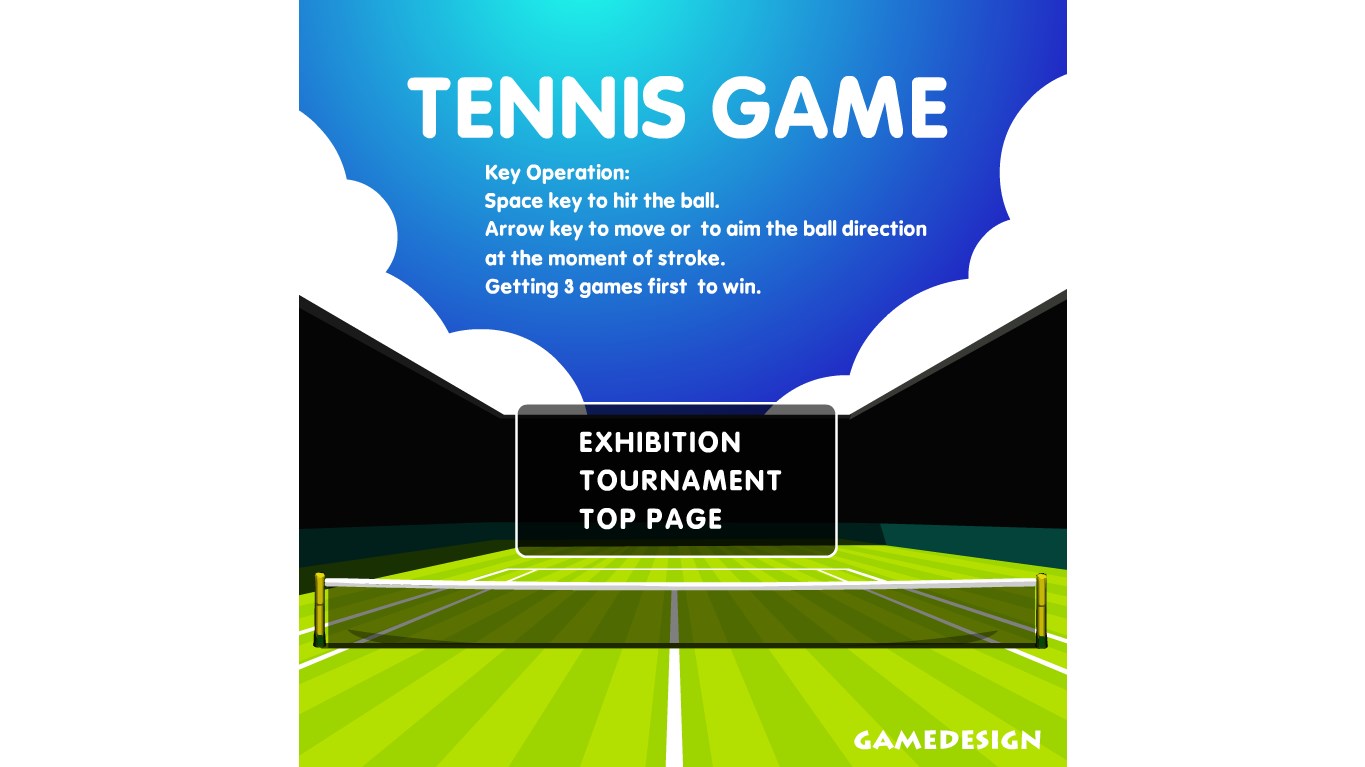 TENNIS GAME
Key Operation:
Space key to hit the ball.
Arrow key to move or to aim the ball direction
at the moment of stroke.
Getting 3 games first to win.
EXHIBITION
TOURNAMENT
TOP PAGE
GAMEDESIGN